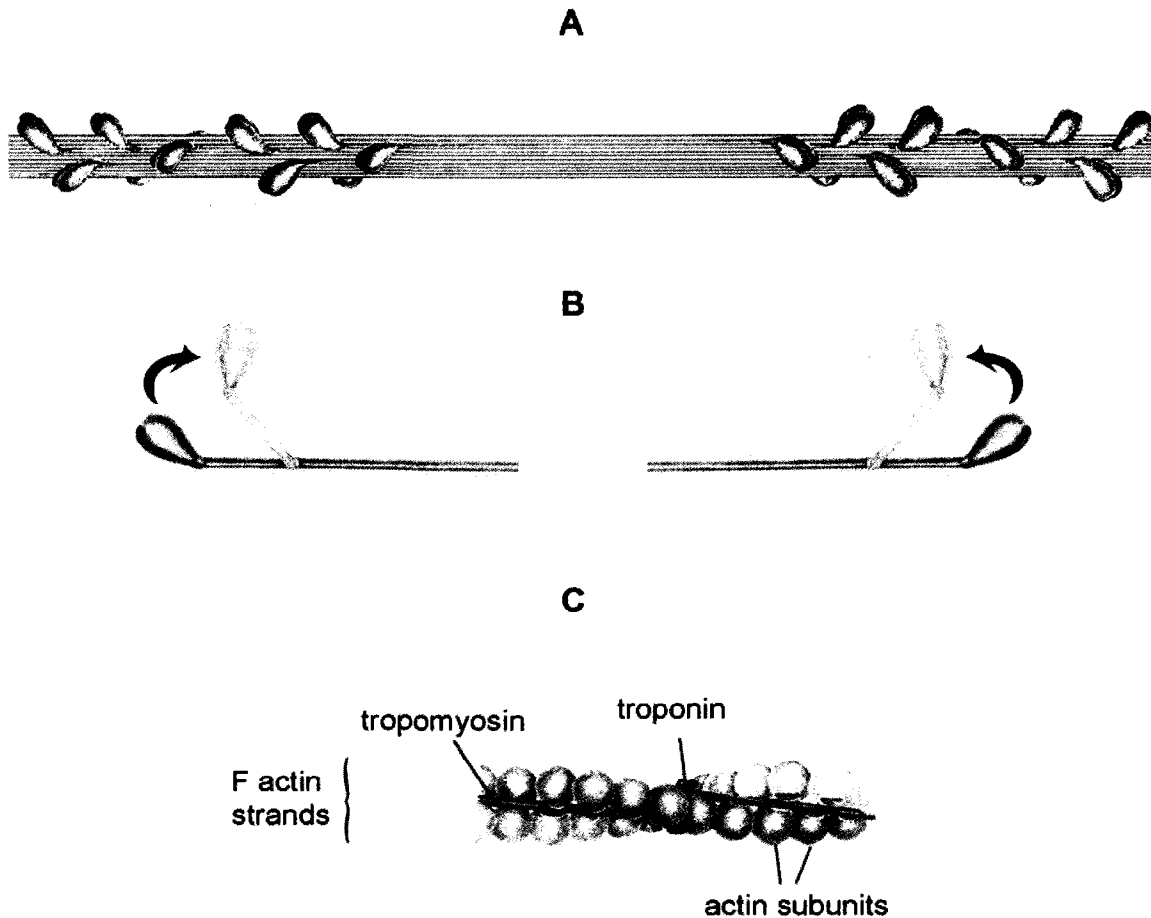 A
B
C
tropomyosin
troponin
F actin
strands
actin subunits